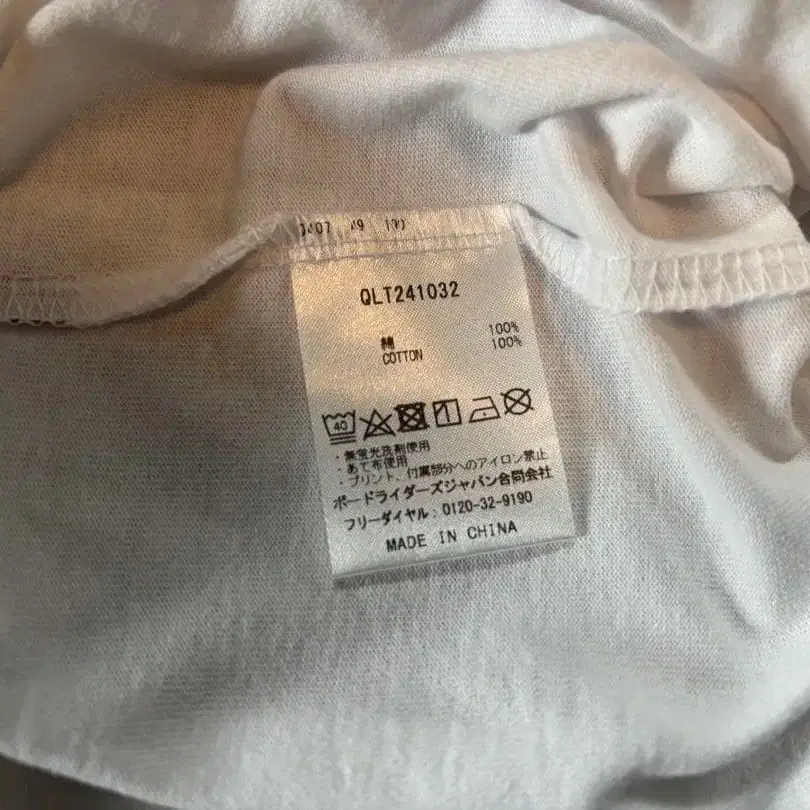 QLT241032
綿 100%
COTTON 100%
40
・無蛍光洗剤使用
・あて布使用
・プリント、付属部分へのアイロン禁止
ボードライダーズジャパン合同会社
フリーダイヤル:0120-32-9190
MADE IN CHINA